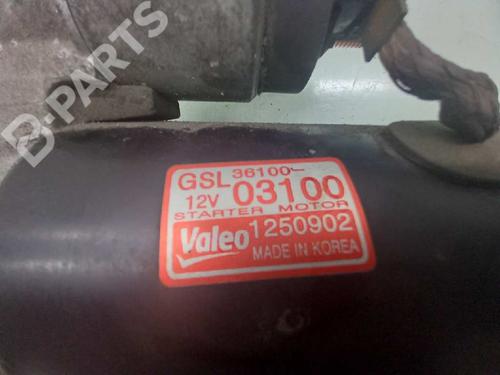 B-PARTS
GSL 36100-
12V 03100
STARTER MOTOR
Valeo 1250902
MADE IN KOREA